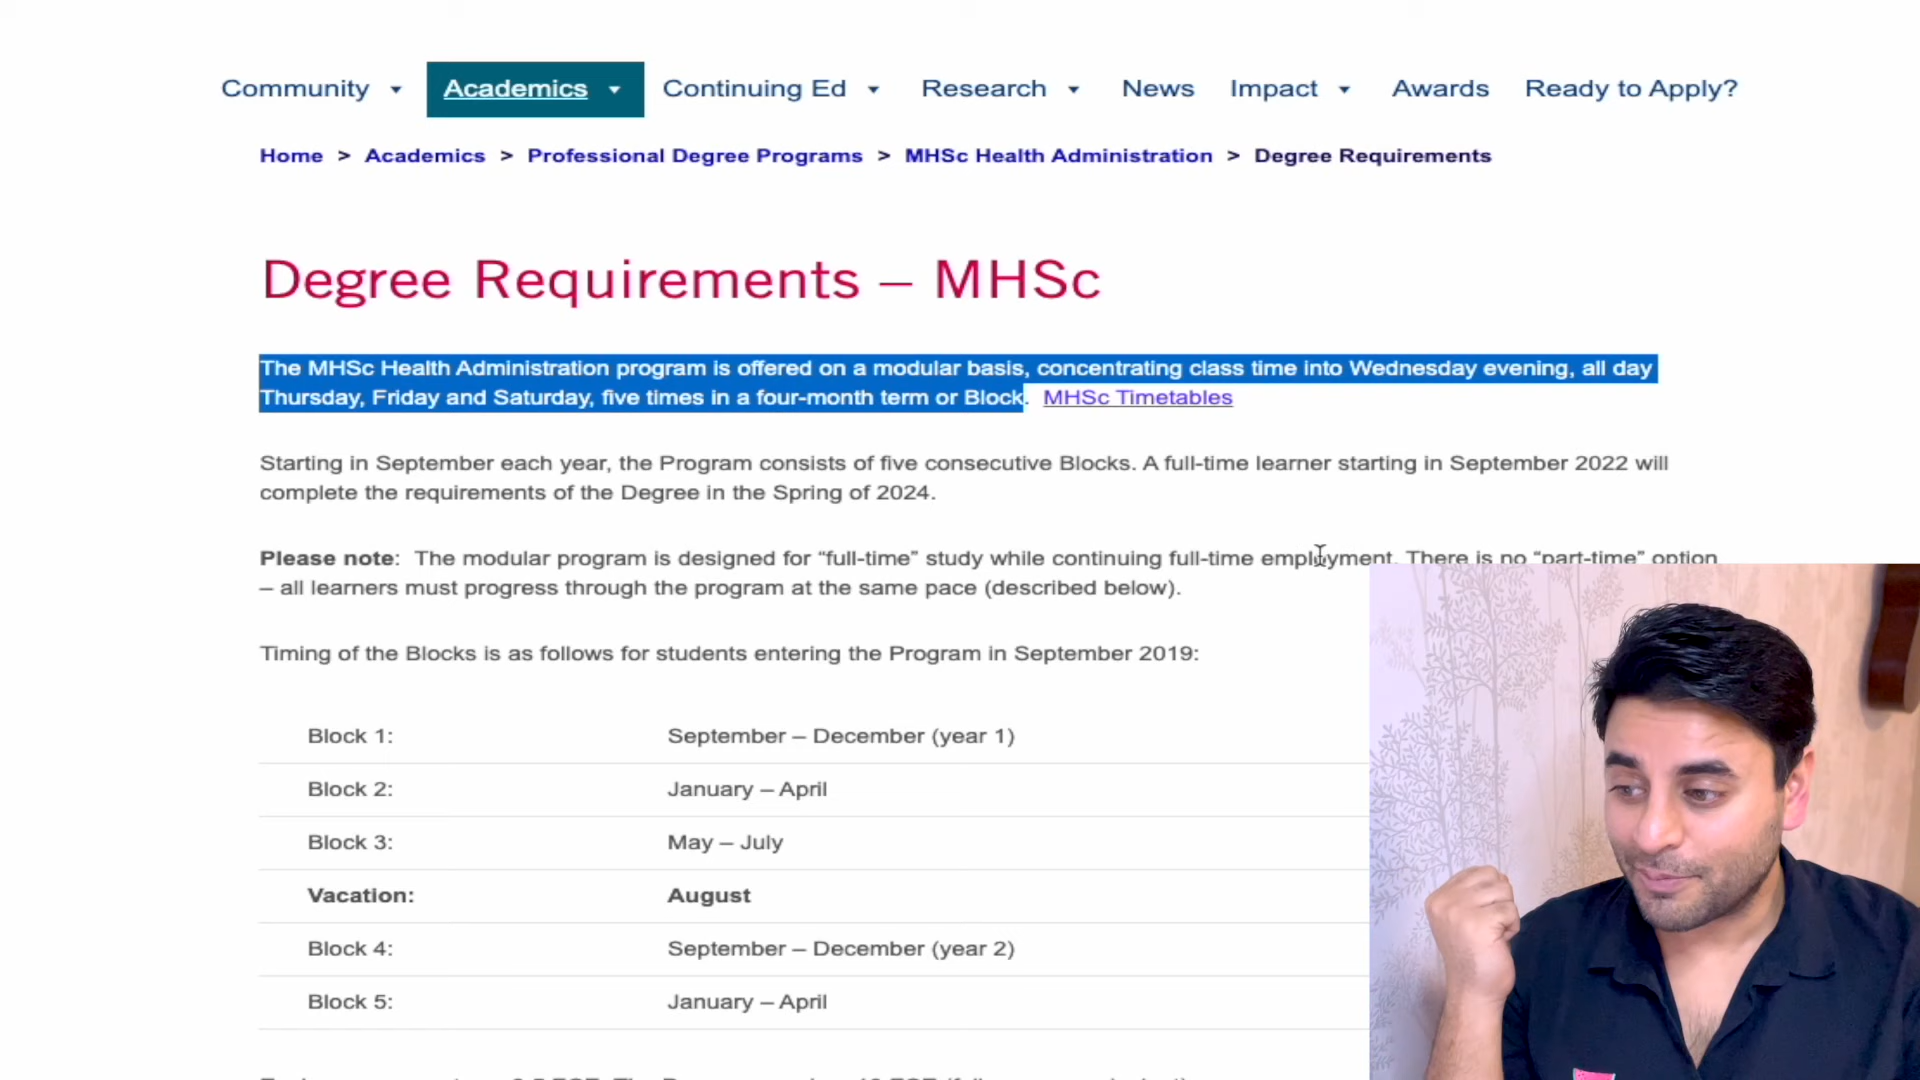 Community Academics Continuing Ed Research News Impact Awards Ready to Apply?
Home > Academics > Professional Degree Programs > MHSc Health Administration > Degree Requirements
Degree Requirements – MHSc
The MHSc Health Administration program is offered on a modular basis, concentrating class time into Wednesday evening, all day
Thursday, Friday and Saturday, five times in a four-month term or Block. MHSc Timetables
Starting in September each year, the Program consists of five consecutive Blocks. A full-time learner starting in September 2022 will
complete the requirements of the Degree in the Spring of 2024.
Please note: The modular program is designed for “full-time” study while continuing full-time employment. There is no “part-time” option
– all learners must progress through the program at the same pace (described below).
Timing of the Blocks is as follows for students entering the Program in September 2019:
Block 1: September – December (year 1)
Block 2: January – April
Block 3: May – July
Vacation: August
Block 4: September – December (year 2)
Block 5: January – April